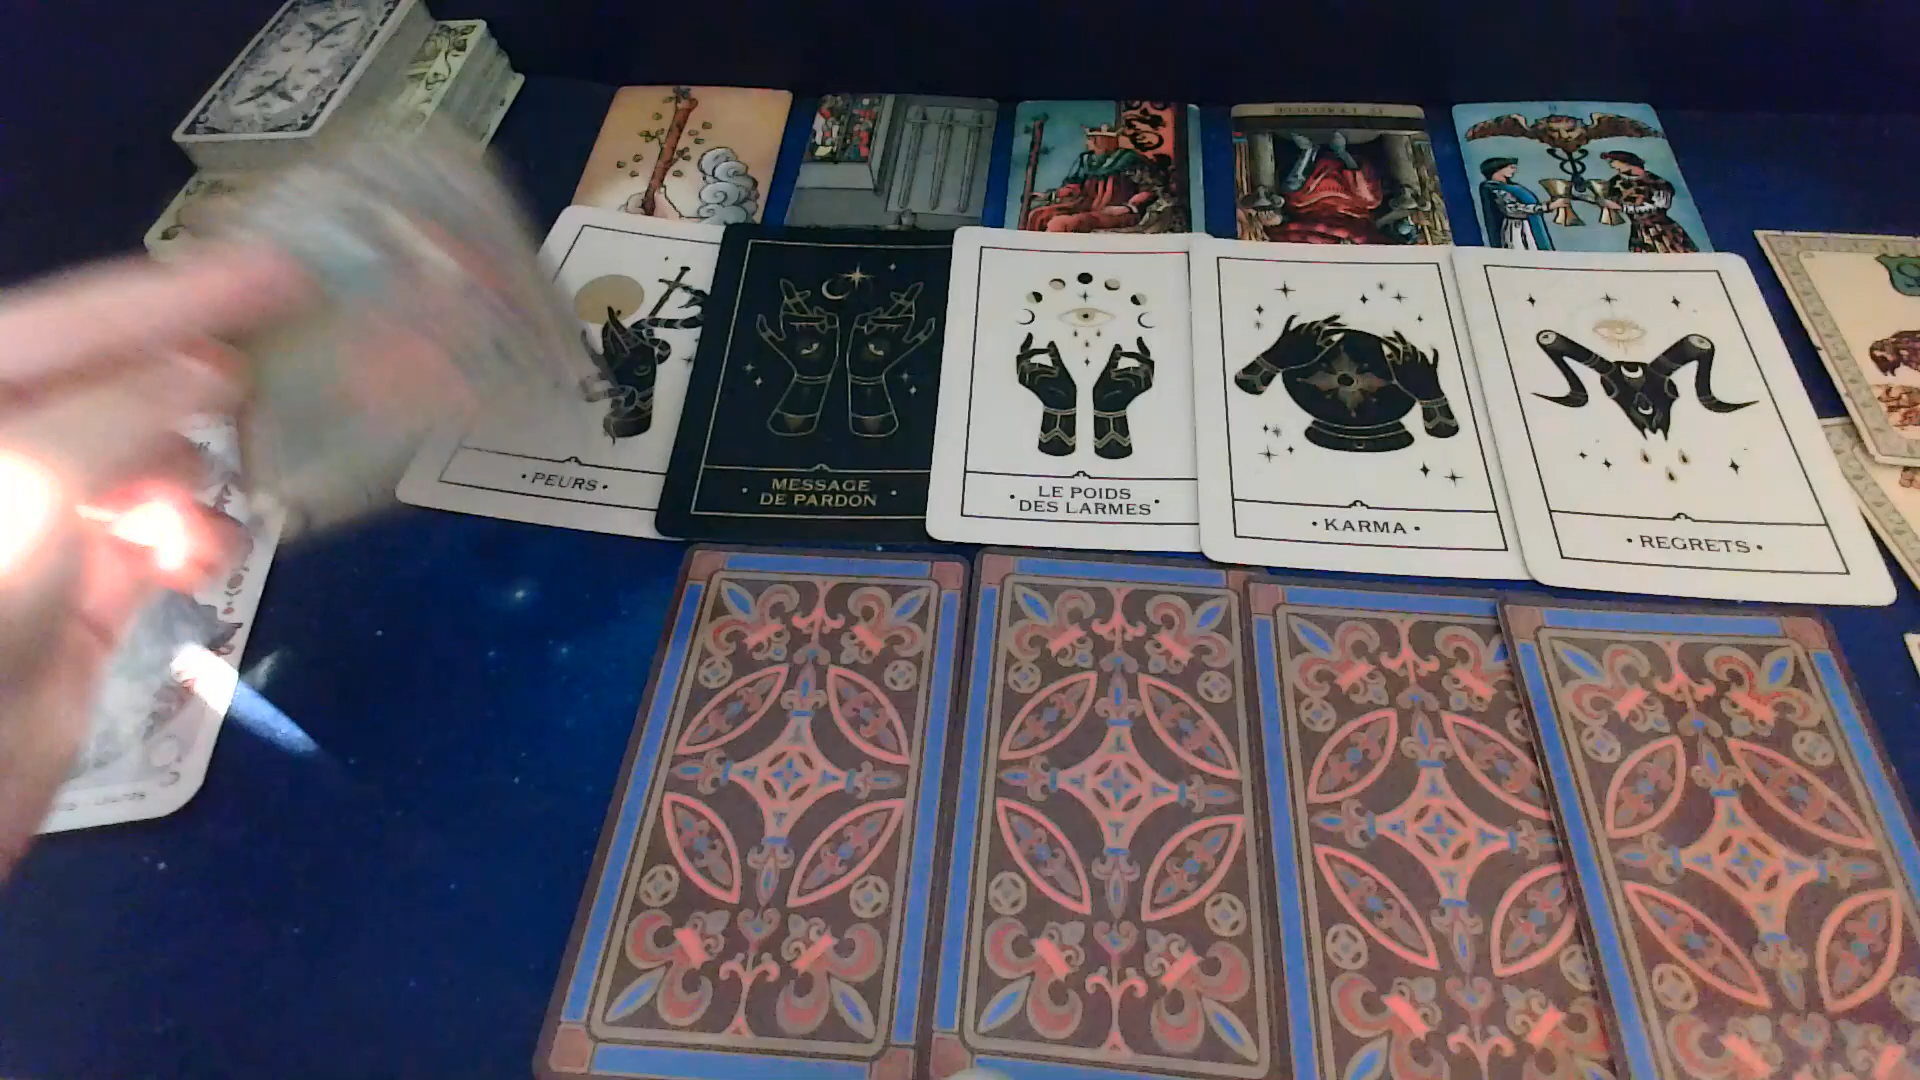 · PEURS ·
· MESSAGE
DE PARDON ·
· LE POIDS
DES LARMES ·
· KARMA ·
· REGRETS ·